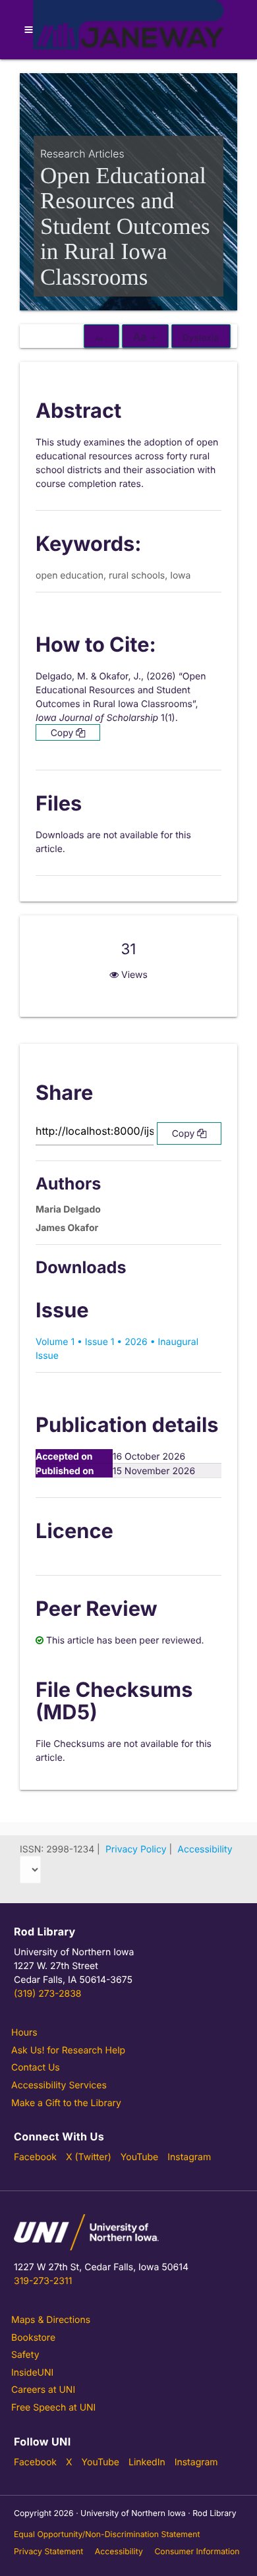 JANEWAY
Research Articles
Open Educational
Resources and
Student Outcomes
in Rural Iowa
Classrooms
Abstract
This study examines the adoption of open
educational resources across forty rural
school districts and their association with
course completion rates.
Keywords:
open education, rural schools, Iowa
How to Cite:
Delgado, M. & Okafor, J., (2026) “Open
Educational Resources and Student
Outcomes in Rural Iowa Classrooms”,
Iowa Journal of Scholarship 1(1).
Copy
Files
Downloads are not available for this
article.
31
Views
Share
http://localhost:8000/ijs Copy
Authors
Maria Delgado
James Okafor
Downloads
Issue
Volume 1 • Issue 1 • 2026 • Inaugural
Issue
Publication details
Accepted on 16 October 2026
Published on 15 November 2026
Licence
Peer Review
This article has been peer reviewed.
File Checksums
(MD5)
File Checksums are not available for this
article.
ISSN: 2998-1234 | Privacy Policy | Accessibility
Rod Library
University of Northern Iowa
1227 W. 27th Street
Cedar Falls, IA 50614-3675
(319) 273-2838
Hours
Ask Us! for Research Help
Contact Us
Accessibility Services
Make a Gift to the Library
Connect With Us
Facebook X (Twitter) YouTube Instagram
UNI University of
Northern Iowa.
1227 W 27th St, Cedar Falls, Iowa 50614
319-273-2311
Maps & Directions
Bookstore
Safety
InsideUNI
Careers at UNI
Free Speech at UNI
Follow UNI
Facebook X YouTube LinkedIn Instagram
Copyright 2026 · University of Northern Iowa · Rod Library
Equal Opportunity/Non-Discrimination Statement
Privacy Statement Accessibility Consumer Information